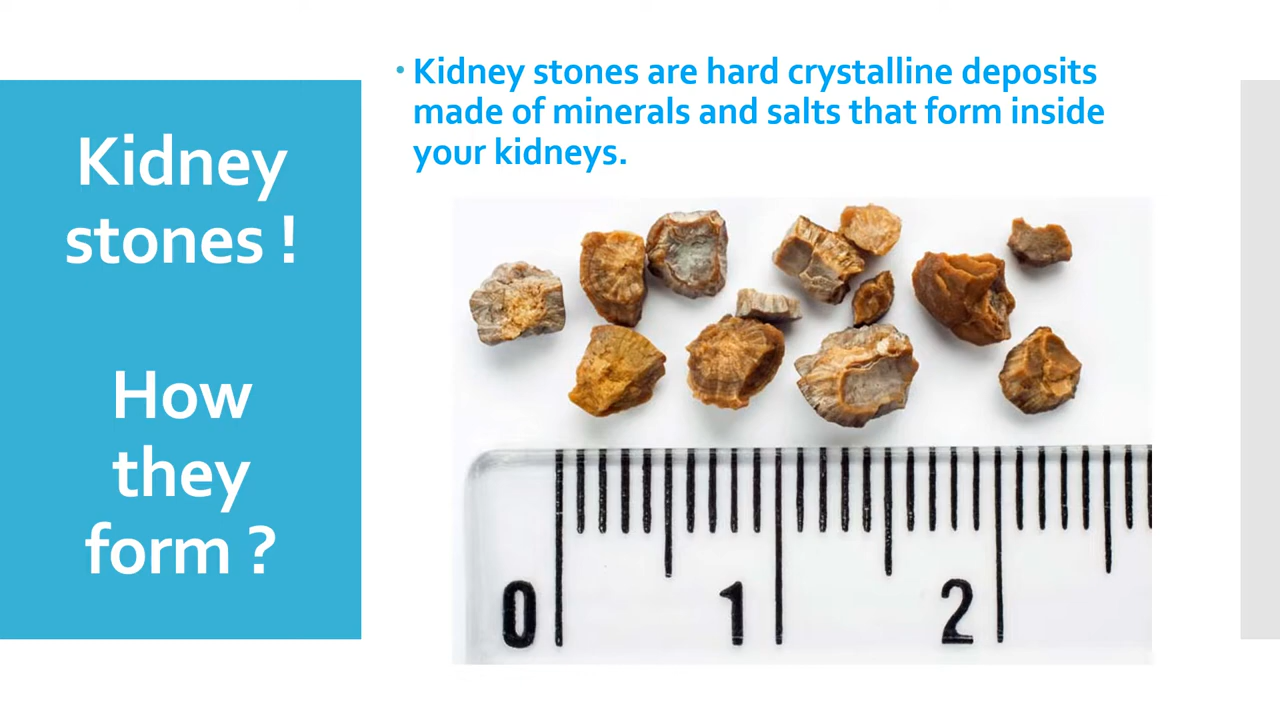 Kidney
stones !
How
they
form ?
• Kidney stones are hard crystalline deposits
made of minerals and salts that form inside
your kidneys.
0 1 2